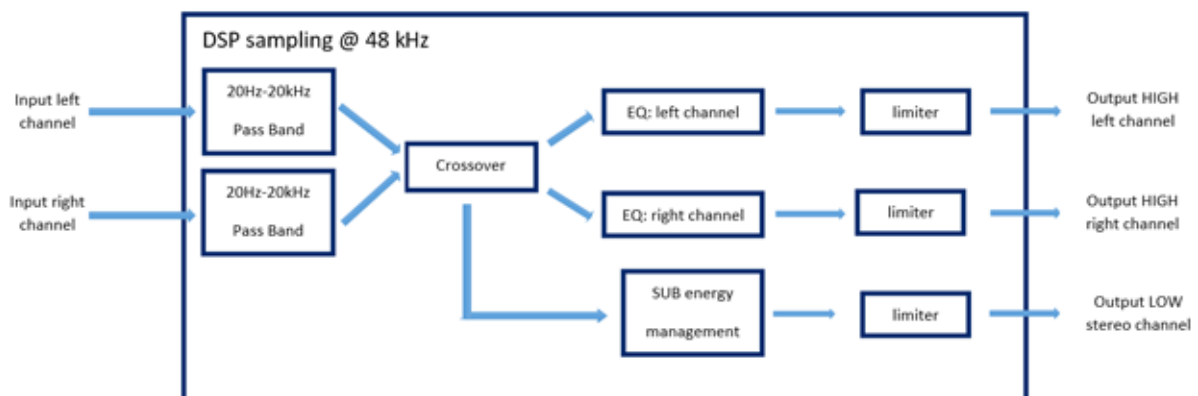 DSP sampling @ 48 kHz
Input left
channel
20Hz-20kHz
Pass Band
EQ: left channel
limiter
Output HIGH
left channel
Crossover
Input right
channel
20Hz-20kHz
Pass Band
EQ: right channel
limiter
Output HIGH
right channel
SUB energy
management
limiter
Output LOW
stereo channel